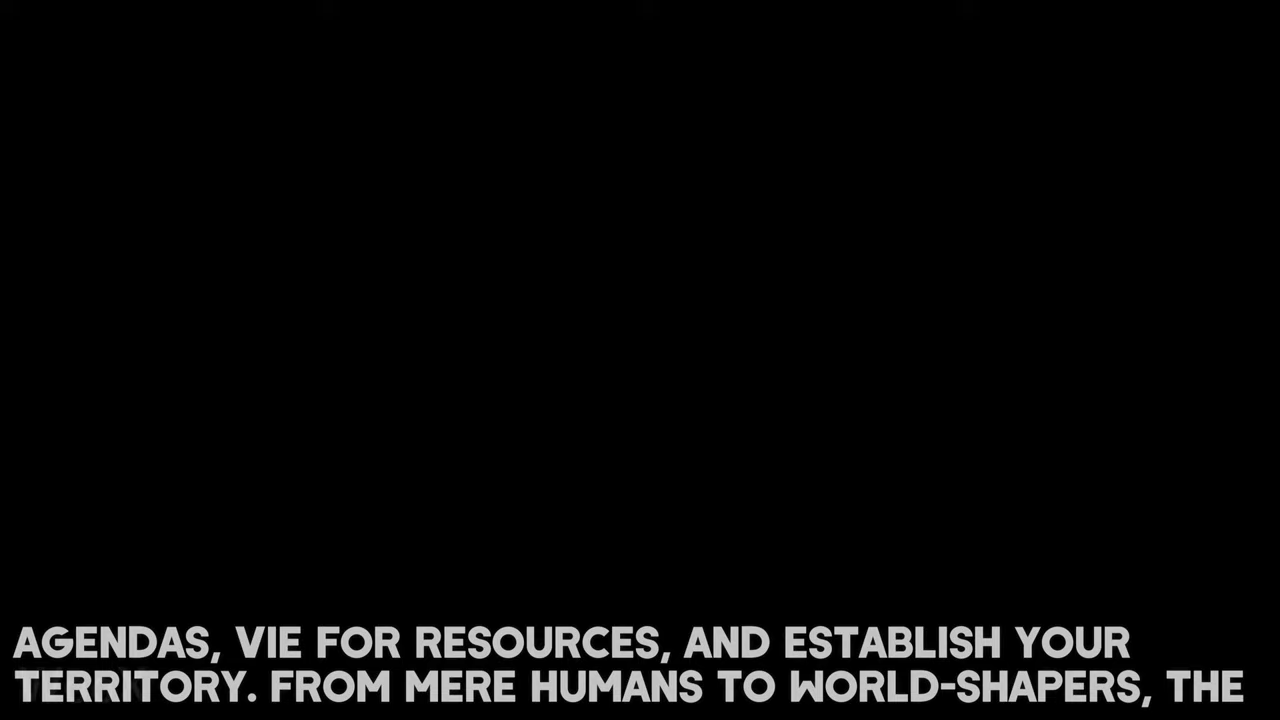 AGENDAS, VIE FOR RESOURCES, AND ESTABLISH YOUR
TERRITORY. FROM MERE HUMANS TO WORLD-SHAPERS, THE